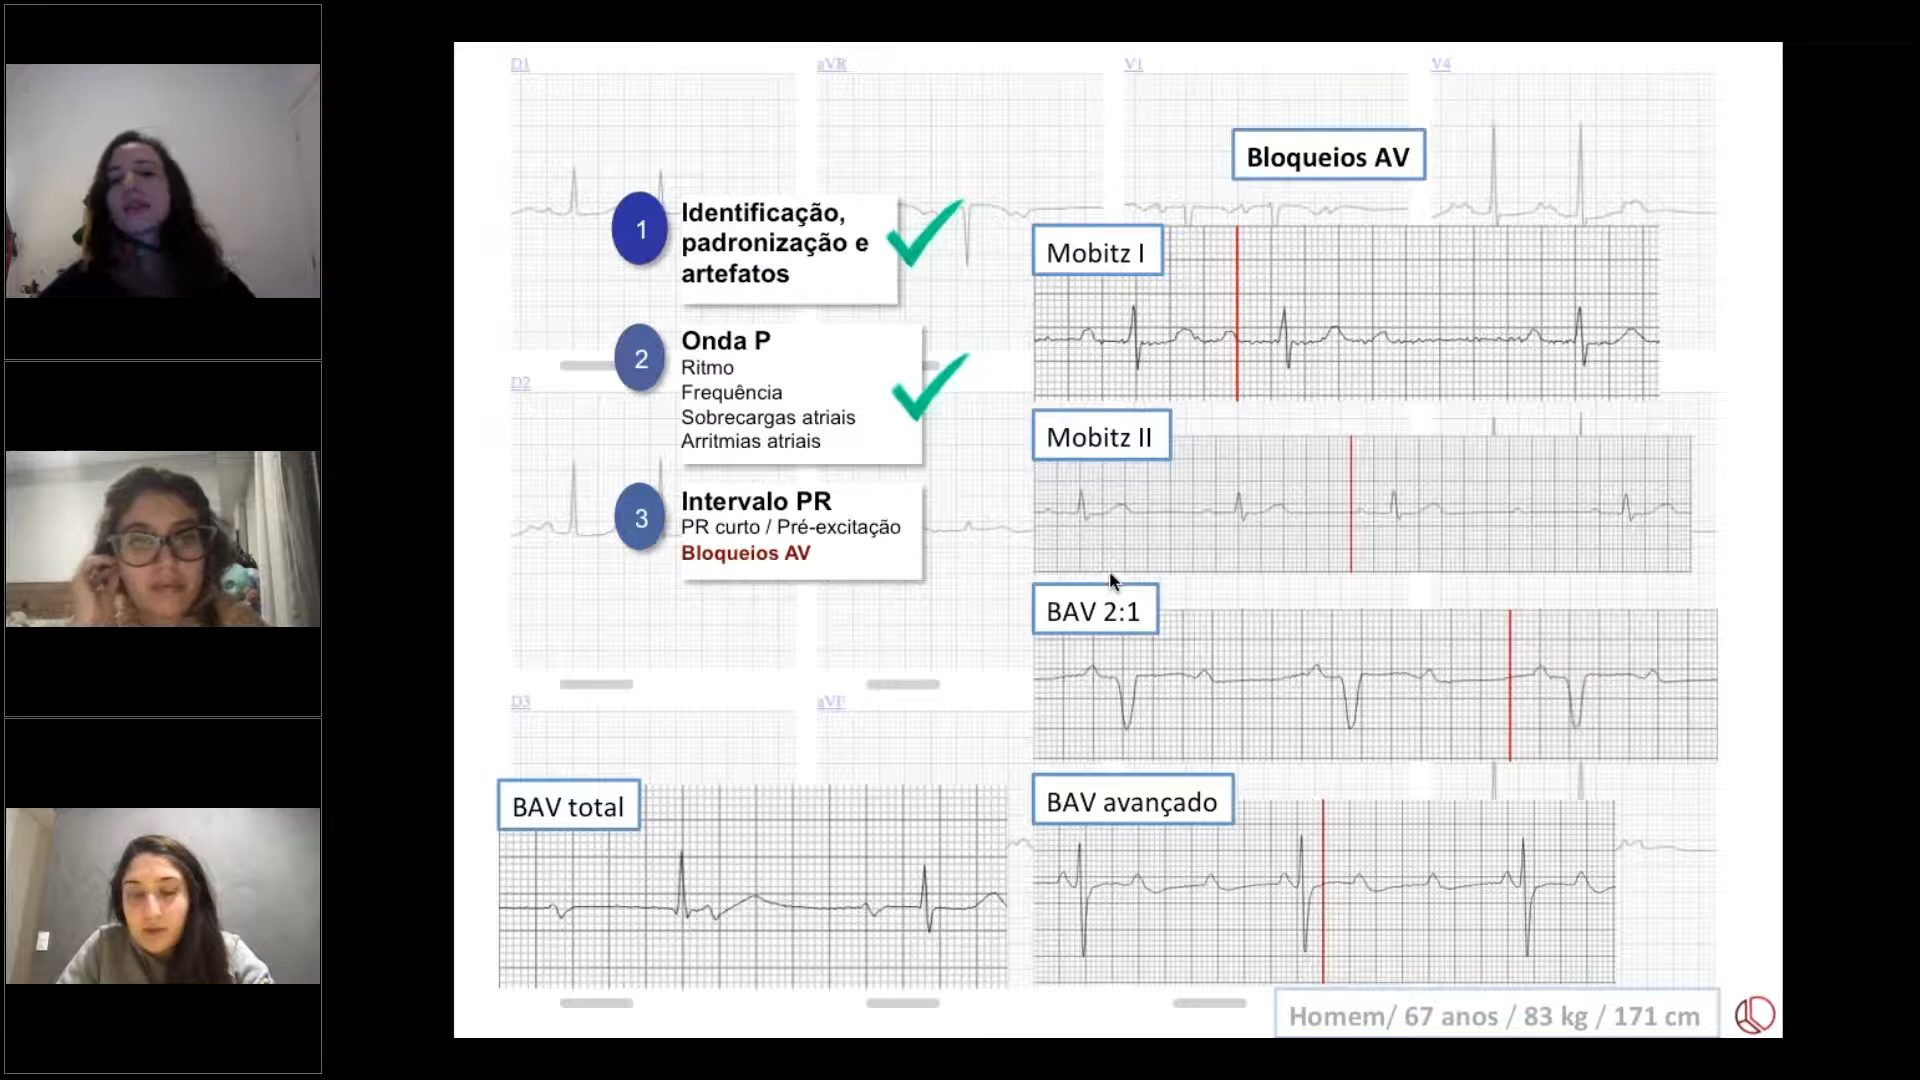 D1
aVR
V1
V4
Bloqueios AV
1
Identificação,
padronização e
artefatos
Mobitz I
2
Onda P
Ritmo
Frequência
Sobrecargas atriais
Arritmias atriais
D2
Mobitz II
3
Intervalo PR
PR curto / Pré-excitação
Bloqueios AV
BAV 2:1
D3
aVF
BAV total
BAV avançado
Homem/ 67 anos / 83 kg / 171 cm